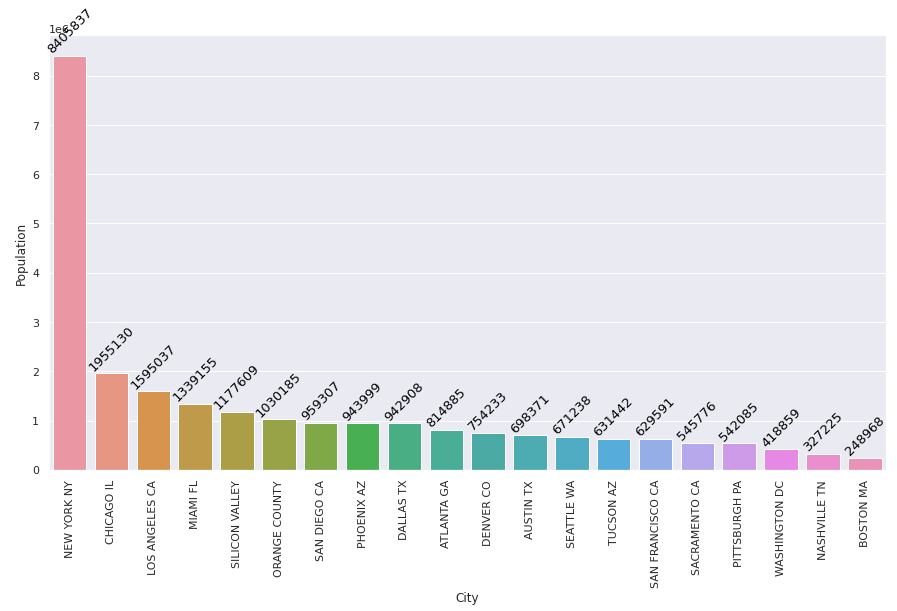 1e6
8405837
8
7
6
5
4
3
2
1
0
Population
1955130
1595037
1339155
1177609
1030185
959307
943999
942908
814885
754233
698371
671238
631442
629591
545776
542085
418859
327225
248968
NEW YORK NY
CHICAGO IL
LOS ANGELES CA
MIAMI FL
SILICON VALLEY
ORANGE COUNTY
SAN DIEGO CA
PHOENIX AZ
DALLAS TX
ATLANTA GA
DENVER CO
AUSTIN TX
SEATTLE WA
TUCSON AZ
SAN FRANCISCO CA
SACRAMENTO CA
PITTSBURGH PA
WASHINGTON DC
NASHVILLE TN
BOSTON MA
City